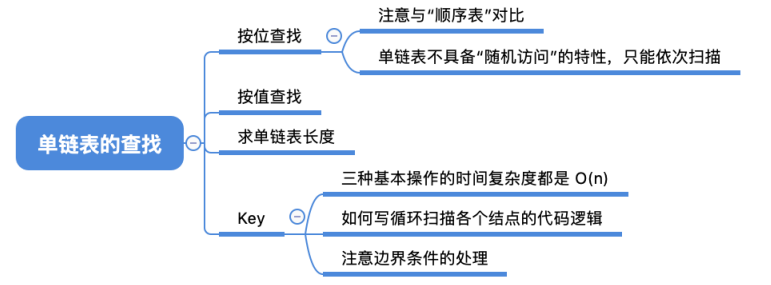 单链表的查找
按位查找
注意与“顺序表”对比
单链表不具备“随机访问”的特性，只能依次扫描
按值查找
求单链表长度
Key
三种基本操作的时间复杂度都是 O(n)
如何写循环扫描各个结点的代码逻辑
注意边界条件的处理